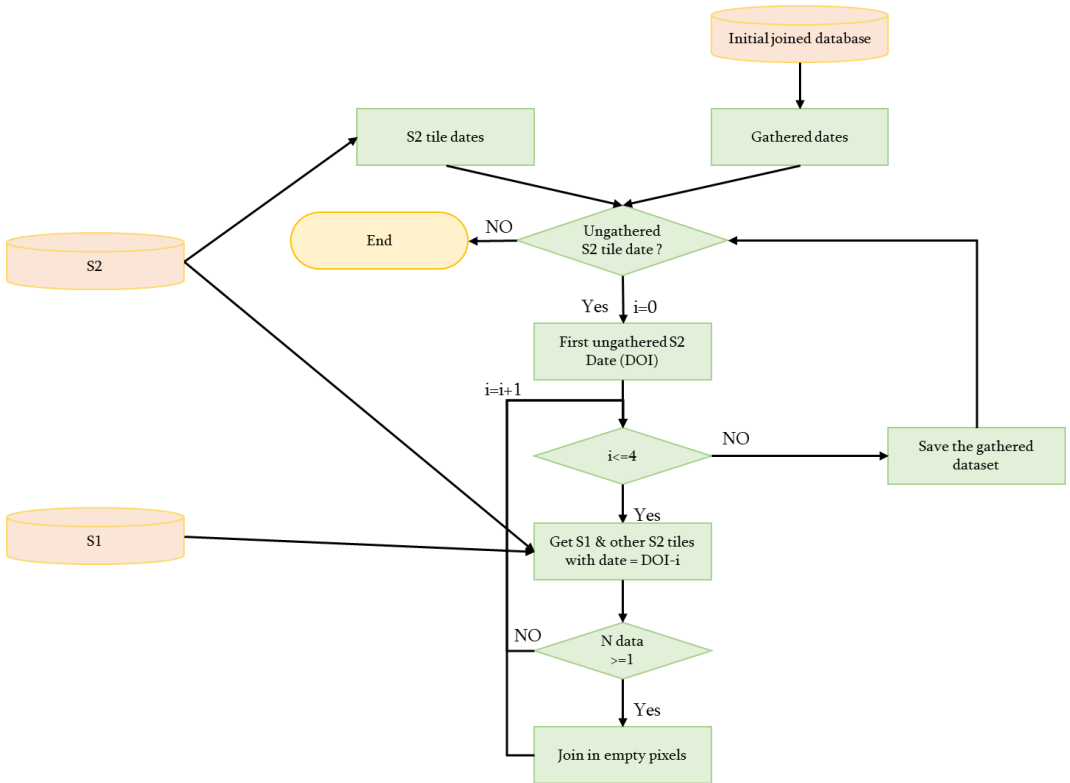 Initial joined database
S2 tile dates
Gathered dates
Ungathered
S2 tile date ?
NO
End
S2
Yes
i=0
First ungathered S2
Date (DOI)
i=i+1
i<=4
NO
Save the gathered
dataset
Yes
S1
Get S1 & other S2 tiles
with date = DOI-i
NO
N data
>=1
Yes
Join in empty pixels